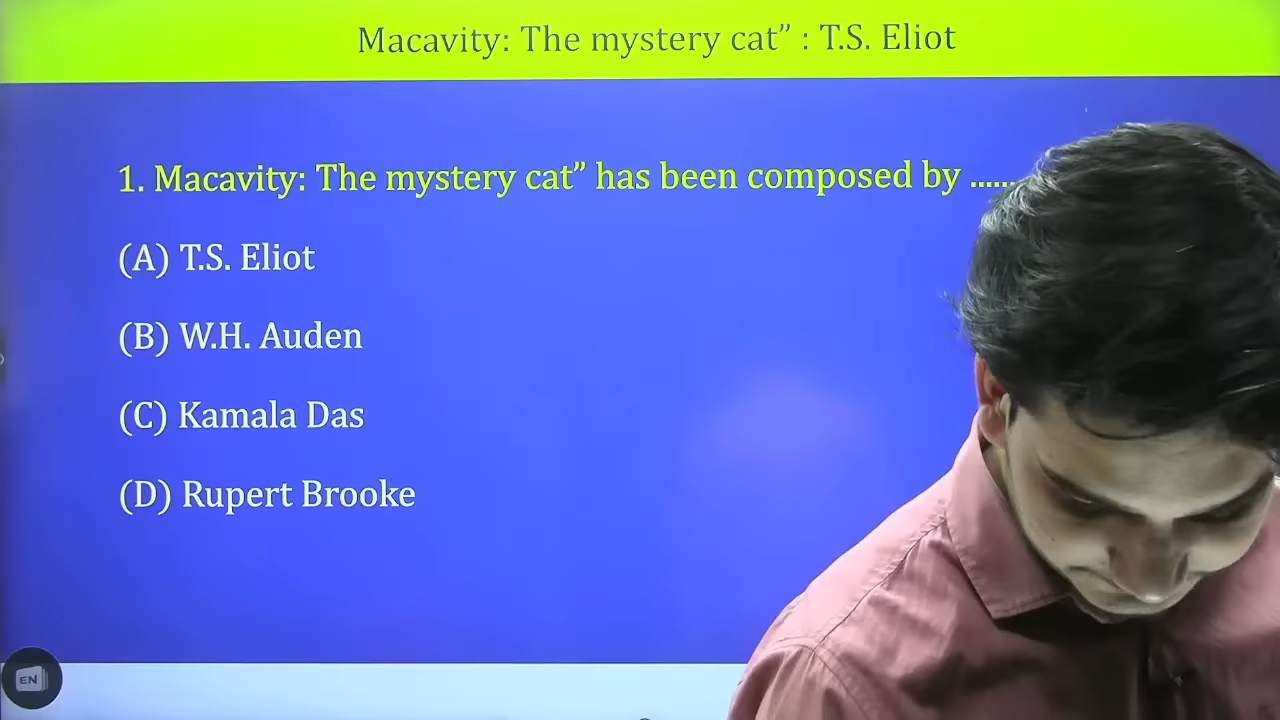 Macavity: The mystery cat” : T.S. Eliot
1. Macavity: The mystery cat” has been composed by ......
(A) T.S. Eliot
(B) W.H. Auden
(C) Kamala Das
(D) Rupert Brooke
EN